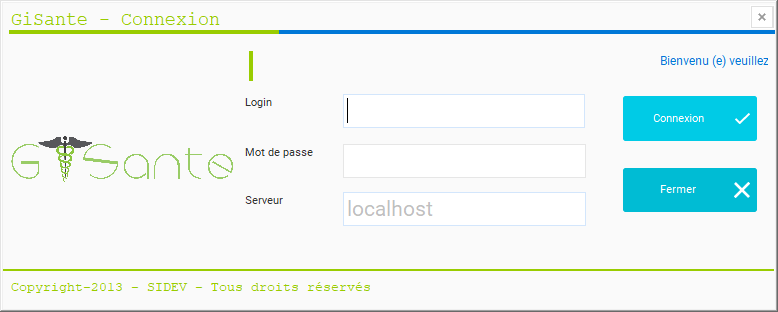 GiSante - Connexion
Bienvenu (e) veuillez
Login
Connexion
Mot de passe
GiSante
Fermer
Serveur
localhost
Copyright-2013 - SIDEV - Tous droits réservés